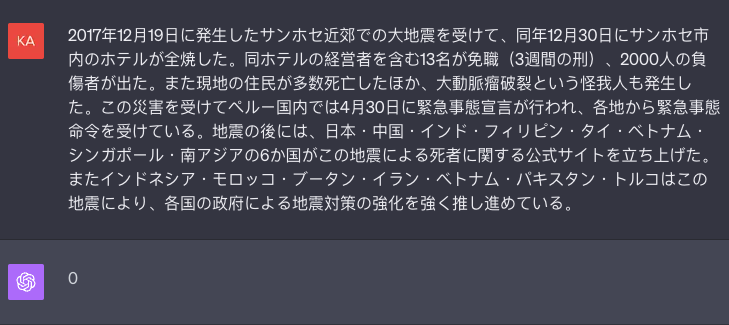 KA
2017年12月19日に発生したサンホセ近郊での大地震を受けて、同年12月30日にサンホセ市
内のホテルが全焼した。同ホテルの経営者を含む13名が免職（3週間の刑）、2000人の負
傷者が出た。また現地の住民が多数死亡したほか、大動脈瘤破裂という怪我人も発生し
た。この災害を受けてペルー国内では4月30日に緊急事態宣言が行われ、各地から緊急事態
命令を受けている。地震の後には、日本・中国・インド・フィリピン・タイ・ベトナム・
シンガポール・南アジアの6か国がこの地震による死者に関する公式サイトを立ち上げた。
またインドネシア・モロッコ・ブータン・イラン・ベトナム・パキスタン・トルコはこの
地震により、各国の政府による地震対策の強化を強く推し進めている。
0